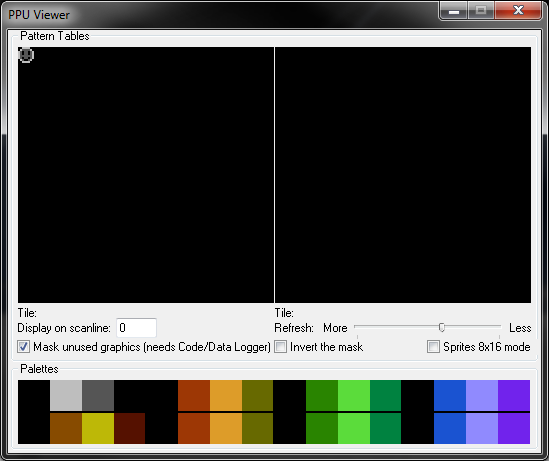 PPU Viewer
Pattern Tables
Tile: Tile:
Display on scanline: 0 Refresh: More Less
Mask unused graphics (needs Code/Data Logger) Invert the mask Sprites 8x16 mode
Palettes